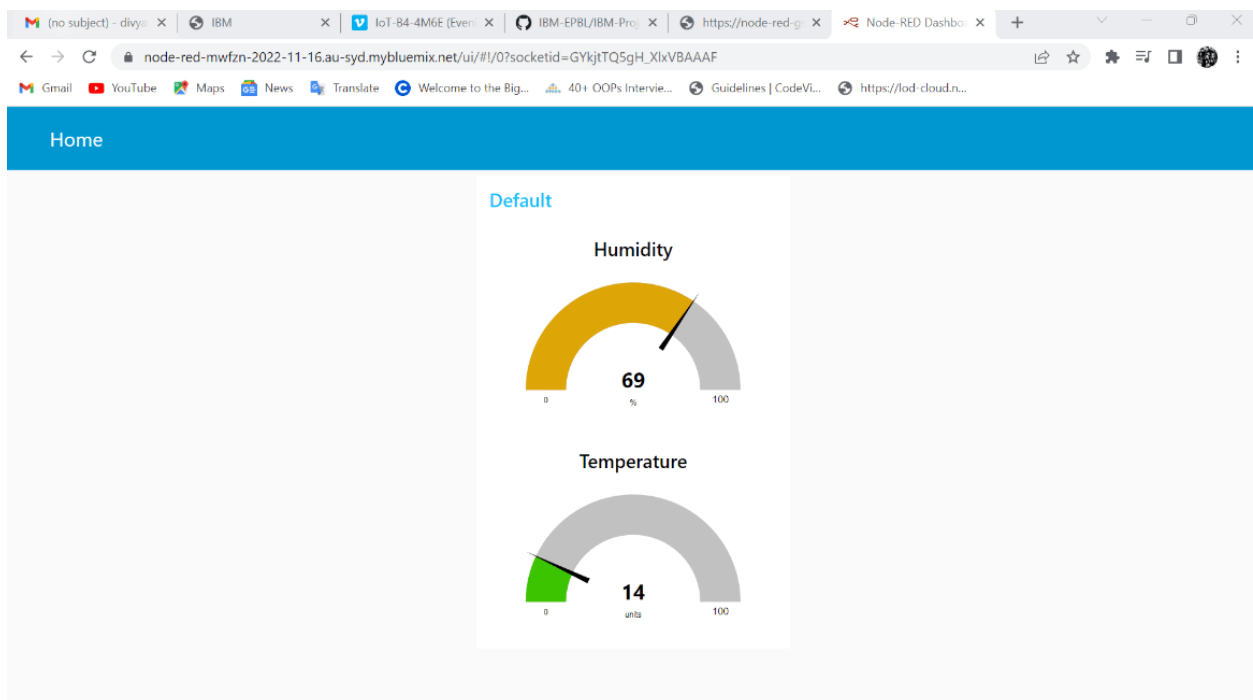 (no subject) - divya
IBM
IoT-B4-4M6E (Even
IBM-EPBL/IBM-Proj
https://node-red-g
Node-RED Dashbo
node-red-mwfzn-2022-11-16.au-syd.mybluemix.net/ui/#!/0?socketid=GYkjtTQ5gH_XlxVBAAAF
Gmail YouTube Maps News Translate Welcome to the Big... 40+ OOPs Intervie... Guidelines | CodeVi... https://lod-cloud.n...
Home
Default
Humidity
69
0 % 100
Temperature
14
0 units 100